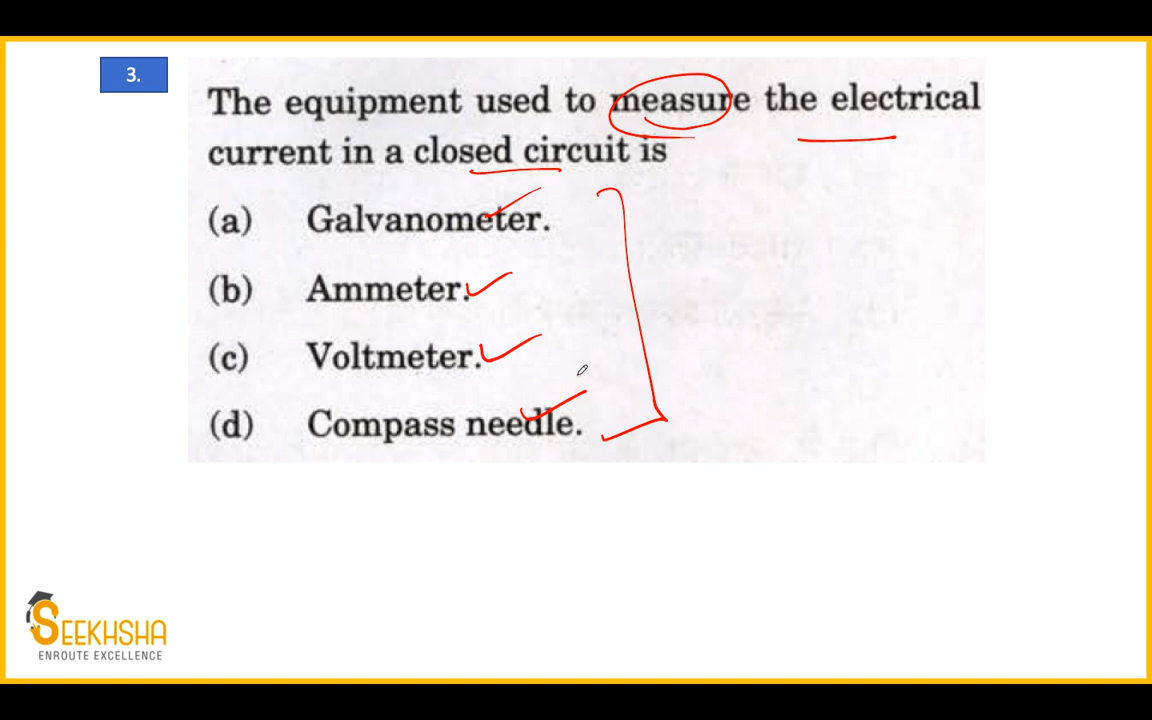 3.
The equipment used to measure the electrical
current in a closed circuit is
(a) Galvanometer.
(b) Ammeter.
(c) Voltmeter.
(d) Compass needle.
SEEKHSHA
ENROUTE EXCELLENCE